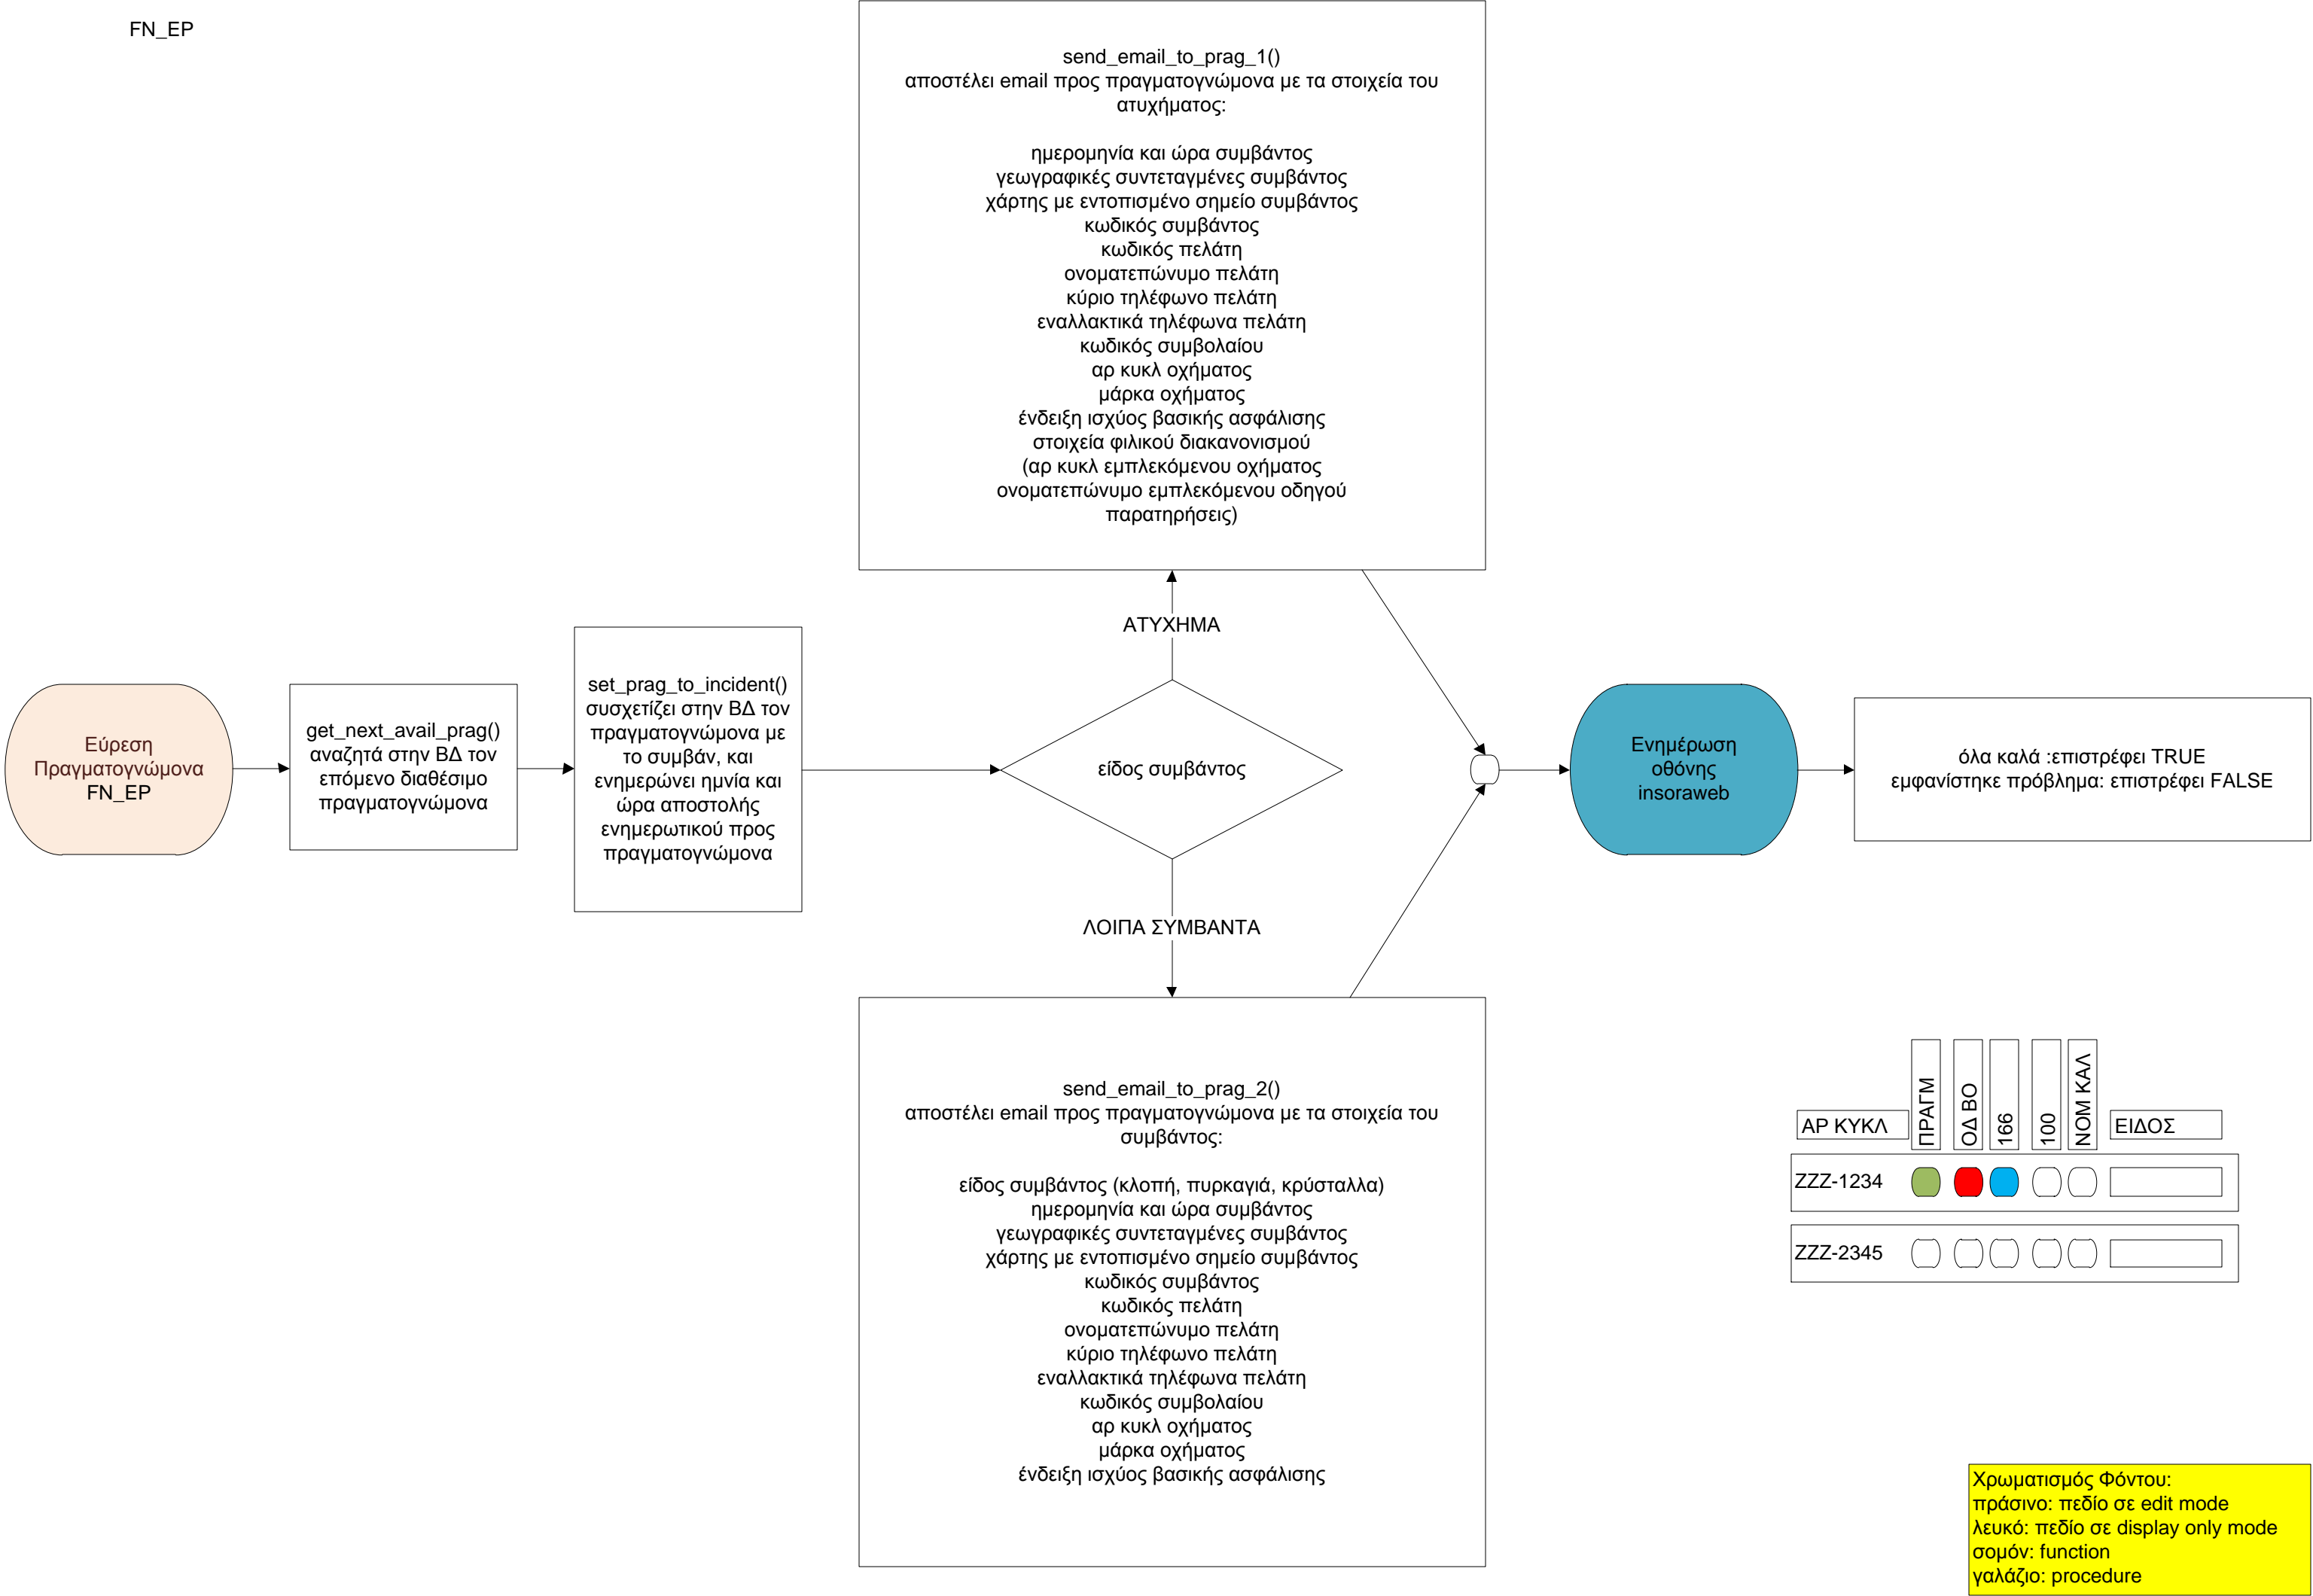 FN_EP
send_email_to_prag_1()
αποστέλει email προς πραγματογνώμονα με τα στοιχεία του
ατυχήματος:
ημερομηνία και ώρα συμβάντος
γεωγραφικές συντεταγμένες συμβάντος
χάρτης με εντοπισμένο σημείο συμβάντος
κωδικός συμβάντος
κωδικός πελάτη
ονοματεπώνυμο πελάτη
κύριο τηλέφωνο πελάτη
εναλλακτικά τηλέφωνα πελάτη
κωδικός συμβολαίου
αρ κυκλ οχήματος
μάρκα οχήματος
ένδειξη ισχύος βασικής ασφάλισης
στοιχεία φιλικού διακανονισμού
(αρ κυκλ εμπλεκόμενου οχήματος
ονοματεπώνυμο εμπλεκόμενου οδηγού
παρατηρήσεις)
ΑΤΥΧΗΜΑ
Εύρεση
Πραγματογνώμονα
FN_EP
get_next_avail_prag()
αναζητά στην ΒΔ τον
επόμενο διαθέσιμο
πραγματογνώμονα
set_prag_to_incident()
συσχετίζει στην ΒΔ τον
πραγματογνώμονα με
το συμβάν, και
ενημερώνει ημνία και
ώρα αποστολής
ενημερωτικού προς
πραγματογνώμονα
είδος συμβάντος
Ενημέρωση
οθόνης
insoraweb
όλα καλά :επιστρέφει TRUE
εμφανίστηκε πρόβλημα: επιστρέφει FALSE
ΛΟΙΠΑ ΣΥΜΒΑΝΤΑ
send_email_to_prag_2()
αποστέλει email προς πραγματογνώμονα με τα στοιχεία του
συμβάντος:
είδος συμβάντος (κλοπή, πυρκαγιά, κρύσταλλα)
ημερομηνία και ώρα συμβάντος
γεωγραφικές συντεταγμένες συμβάντος
χάρτης με εντοπισμένο σημείο συμβάντος
κωδικός συμβάντος
κωδικός πελάτη
ονοματεπώνυμο πελάτη
κύριο τηλέφωνο πελάτη
εναλλακτικά τηλέφωνα πελάτη
κωδικός συμβολαίου
αρ κυκλ οχήματος
μάρκα οχήματος
ένδειξη ισχύος βασικής ασφάλισης
ΑΡ ΚΥΚΛ
ΠΡΑΓΜ
ΟΔ ΒΟ
166
100
ΝΟΜ ΚΑΛ
ΕΙΔΟΣ
ZZZ-1234
ZZZ-2345
Χρωματισμός Φόντου:
πράσινο: πεδίο σε edit mode
λευκό: πεδίο σε display only mode
σομόν: function
γαλάζιο: procedure